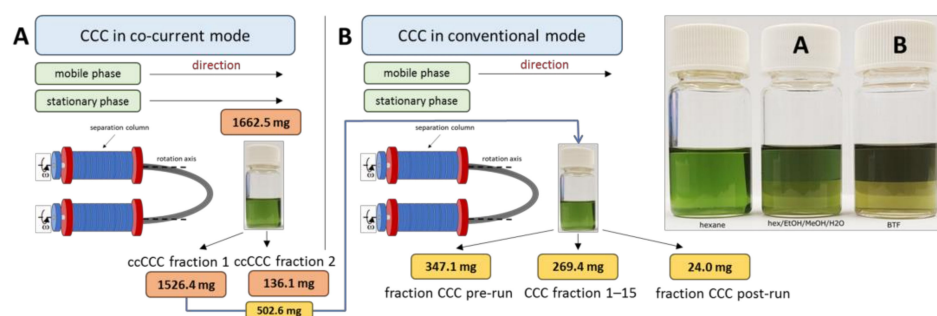 A
CCC in co-current mode
mobile phase
direction
stationary phase
1662.5 mg
separation column
rotation axis
ω
ω
ccCCC fraction 1
ccCCC fraction 2
1526.4 mg
136.1 mg
502.6 mg
B
CCC in conventional mode
mobile phase
direction
stationary phase
separation column
rotation axis
ω
ω
347.1 mg
269.4 mg
24.0 mg
fraction CCC pre-run
CCC fraction 1–15
fraction CCC post-run
A
B
hexane
hex/EtOH/MeOH/H2O
BTF